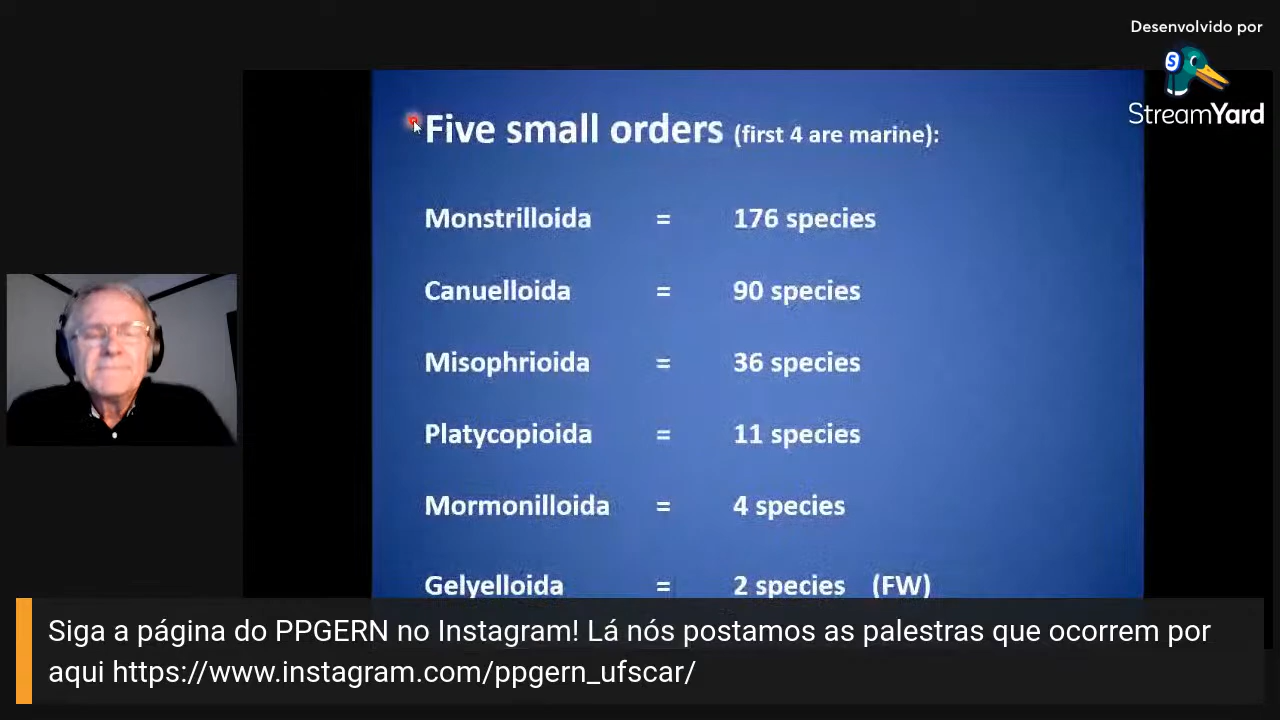 Desenvolvido por
StreamYard
Five small orders (first 4 are marine):
Monstrilloida = 176 species
Canuelloida = 90 species
Misophrioida = 36 species
Platycopioida = 11 species
Mormonilloida = 4 species
Gelyelloida = 2 species (FW)
Siga a página do PPGERN no Instagram! Lá nós postamos as palestras que ocorrem por
aqui https://www.instagram.com/ppgern_ufscar/